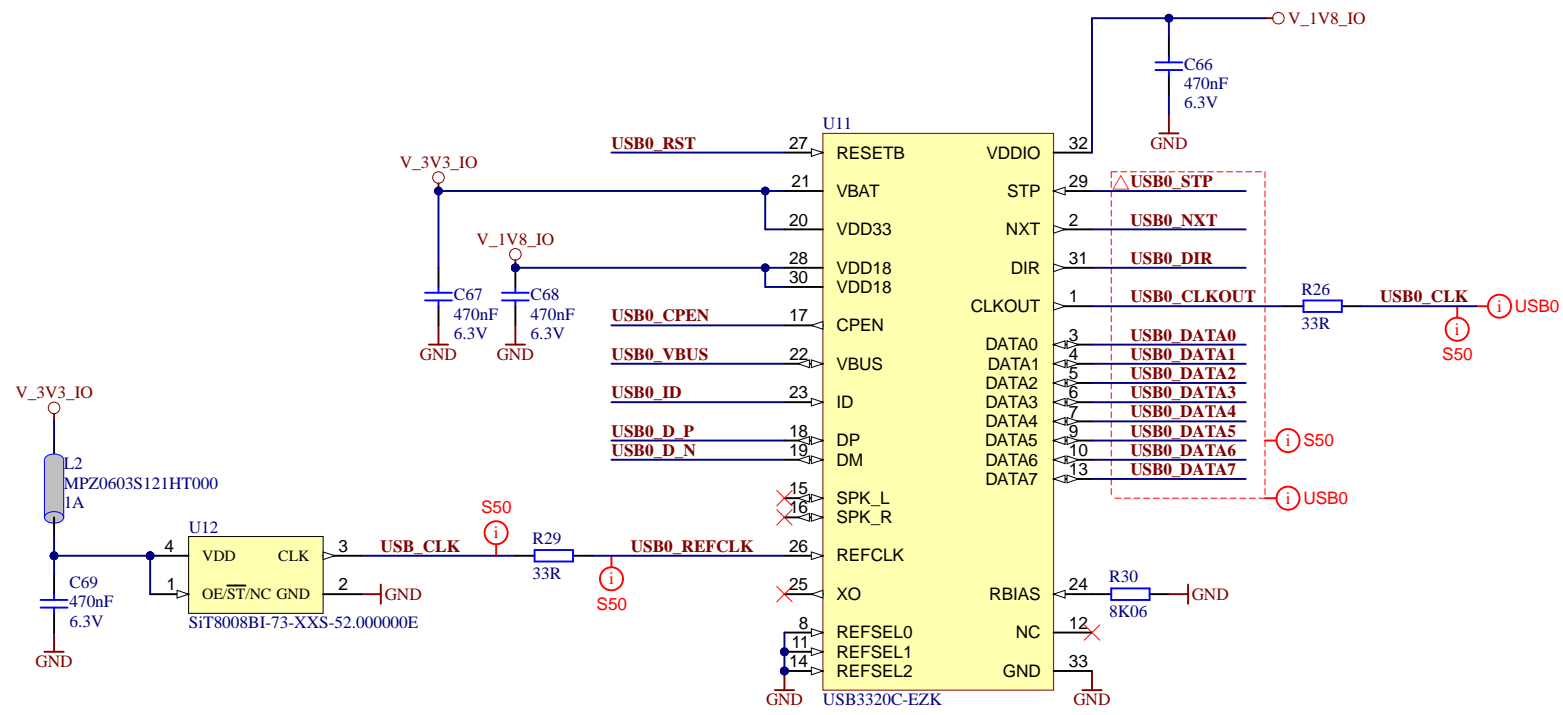 V_1V8_IO
C66
470nF
6.3V
GND
U11
USB0_RST 27 RESETB VDDIO 32
V_3V3_IO
21 VBAT STP 29 USB0_STP
20 VDD33 NXT 2 USB0_NXT
V_1V8_IO
28 VDD18 DIR 31 USB0_DIR
30 VDD18
C67
470nF
6.3V
GND
C68
470nF
6.3V
GND
CLKOUT 1 USB0_CLKOUT R26 USB0_CLK i USB0
33R
i
S50
USB0_CPEN 17 CPEN
DATA0 3 USB0_DATA0
USB0_VBUS 22 VBUS DATA1 4 USB0_DATA1
DATA2 5 USB0_DATA2
USB0_ID 23 ID DATA3 6 USB0_DATA3
DATA4 7 USB0_DATA4
USB0_D_P 18 DP DATA5 9 USB0_DATA5 i S50
USB0_D_N 19 DM DATA6 10 USB0_DATA6
DATA7 13 USB0_DATA7
15 SPK_L i USB0
16 SPK_R
V_3V3_IO
L2
MPZ0603S121HT000
1A
U12
4 VDD CLK 3 USB_CLK
1 OE/ST/NC GND 2 GND
SiT8008BI-73-XXS-52.000000E
C69
470nF
6.3V
GND
S50
i
R29
33R
i
S50
USB0_REFCLK 26 REFCLK
25 XO RBIAS 24 R30 GND
8K06
8 REFSEL0 NC 12
11 REFSEL1
14 REFSEL2 GND 33
GND
GND
USB3320C-EZK